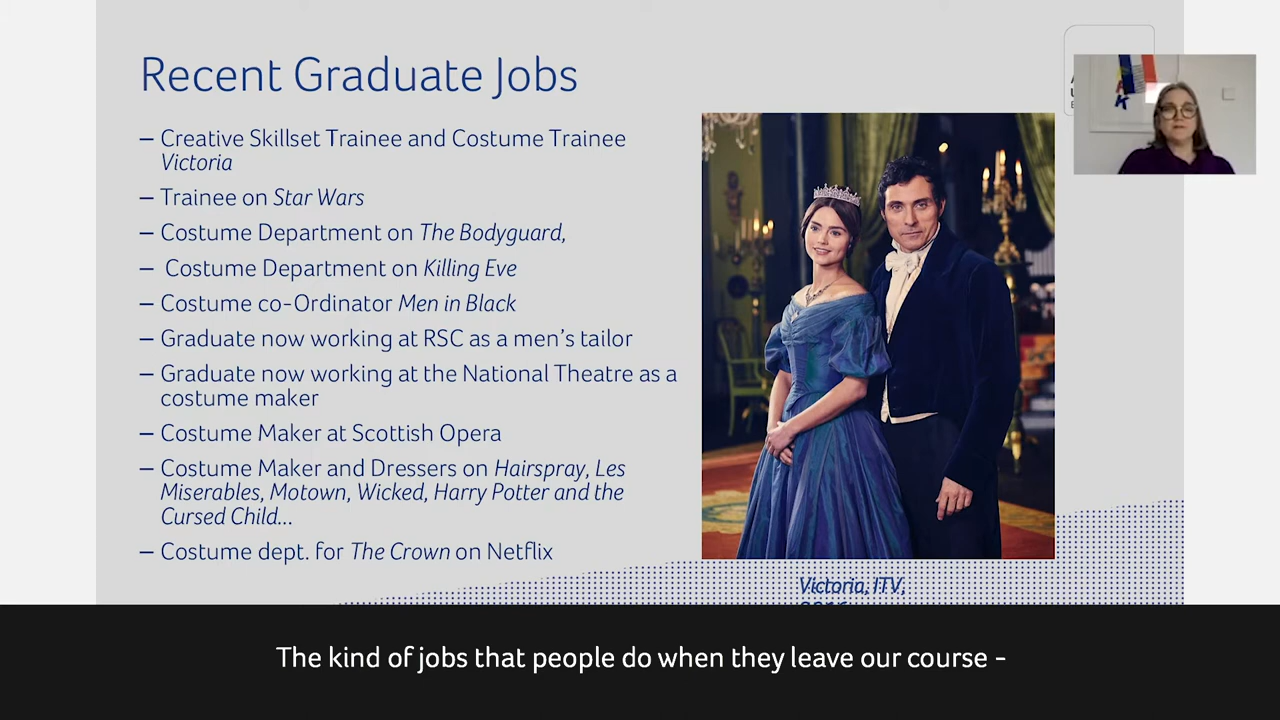 Recent Graduate Jobs
– Creative Skillset Trainee and Costume Trainee
Victoria
– Trainee on Star Wars
– Costume Department on The Bodyguard,
– Costume Department on Killing Eve
– Costume co-Ordinator Men in Black
– Graduate now working at RSC as a men's tailor
– Graduate now working at the National Theatre as a
costume maker
– Costume Maker at Scottish Opera
– Costume Maker and Dressers on Hairspray, Les
Miserables, Motown, Wicked, Harry Potter and the
Cursed Child...
– Costume dept. for The Crown on Netflix
Victoria, ITV,
The kind of jobs that people do when they leave our course -